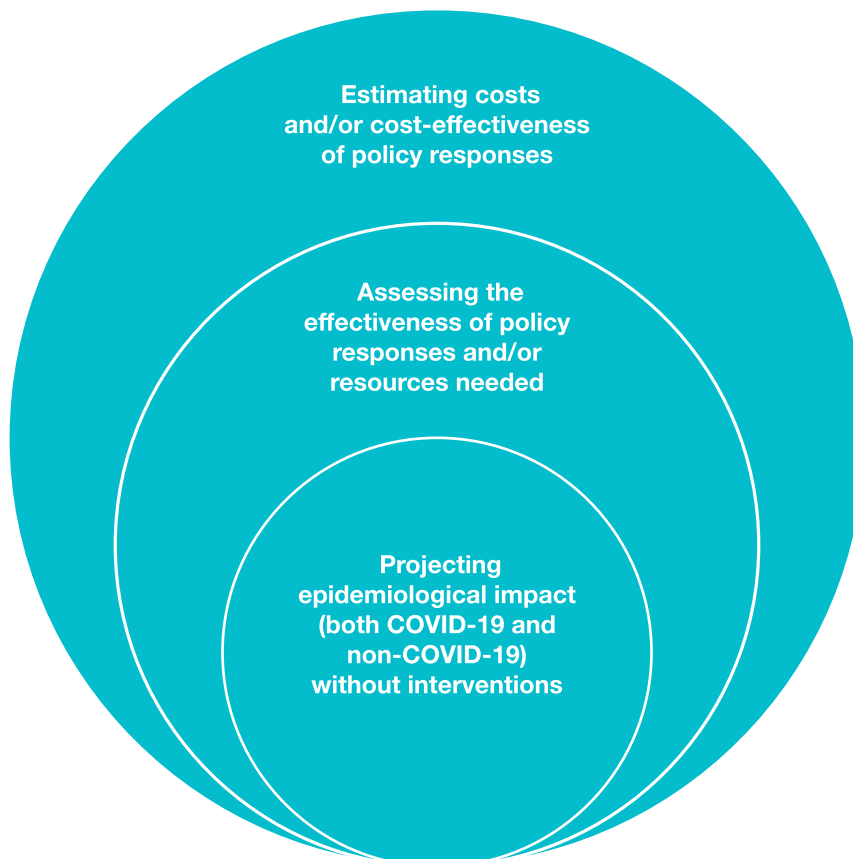 Estimating costs
and/or cost-effectiveness
of policy responses
Assessing the
effectiveness of policy
responses and/or
resources needed
Projecting
epidemiological impact
(both COVID-19 and
non-COVID-19)
without interventions